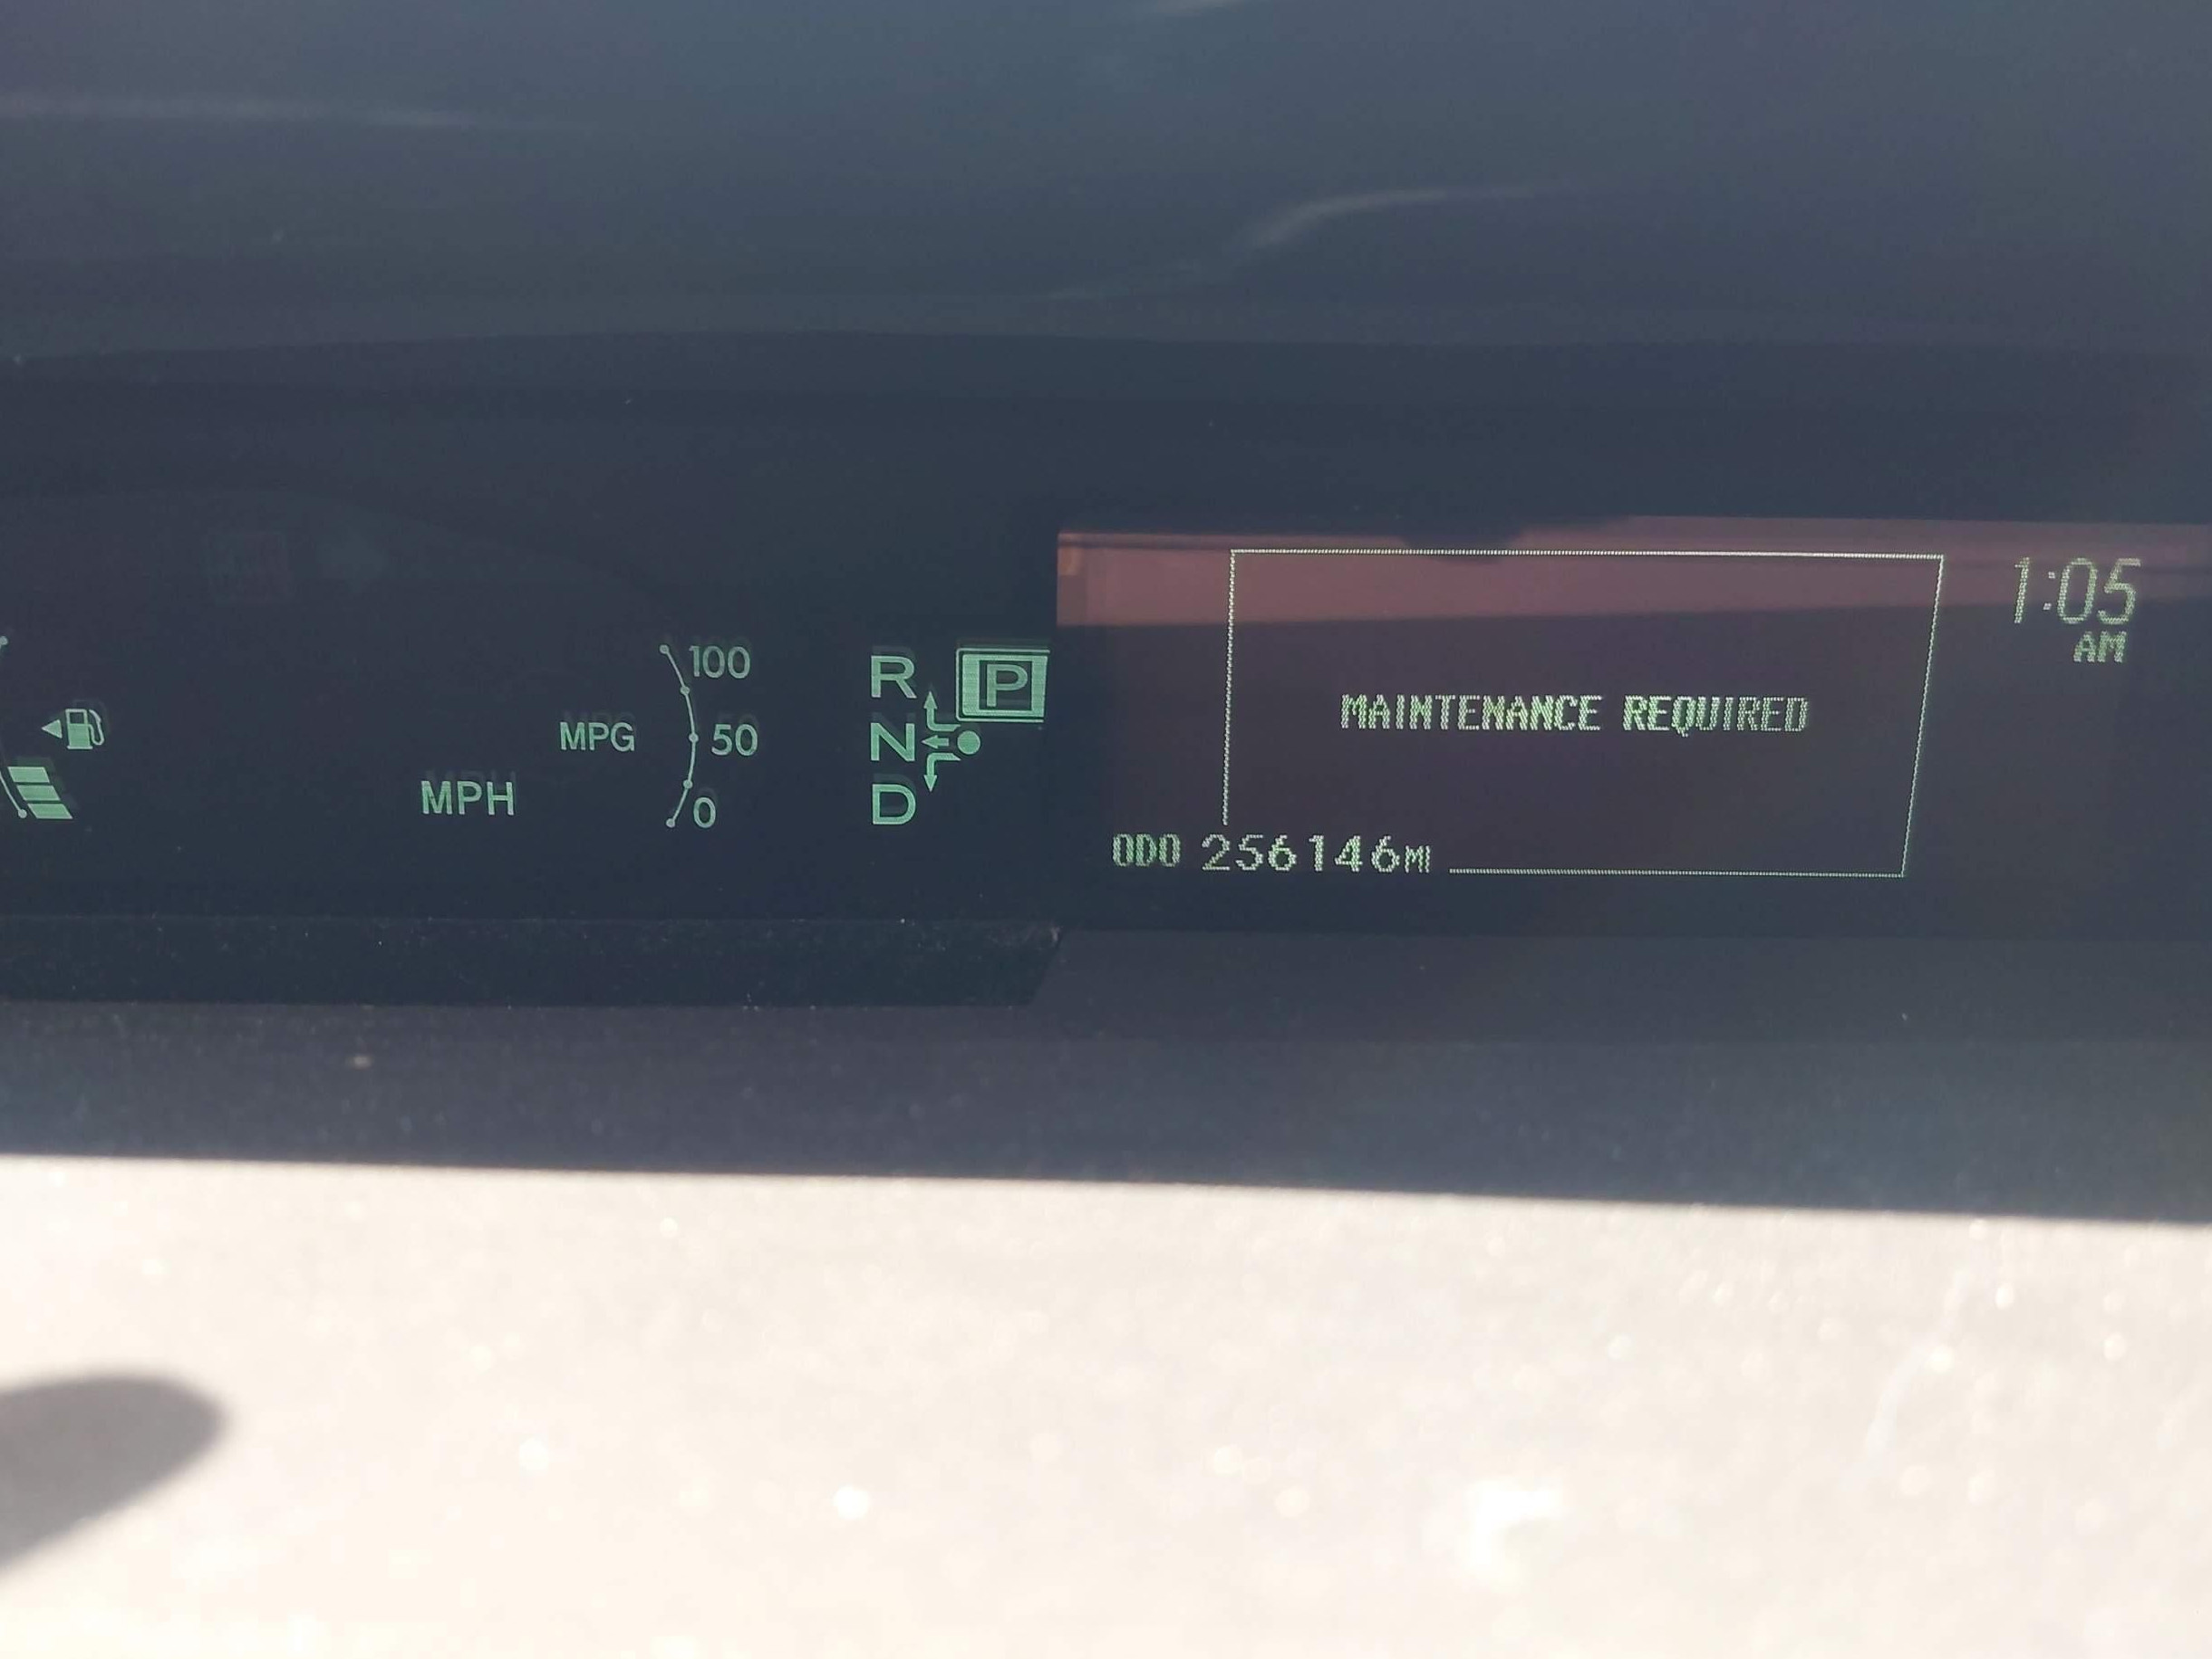 100
MPG
50
MPH
0
R
P
N
D
MAINTENANCE REQUIRED
1:05
AM
ODO 256146MI